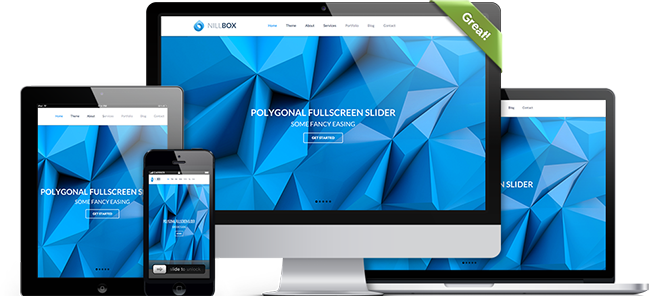 NILLBOX
Home Theme About Services Portfolio Blog Contact
Great!
POLYGONAL FULLSCREEN SLIDER
SOME FANCY EASING
GET STARTED
Home Theme About Services Portfolio Blog Contact
POLYGONAL FULLSCREEN S
SOME FANCY EASING
GET STARTED
POLYGONAL FULLSCREEN SLIDER
slide to unlock
Blog Contact
EEN SLIDER